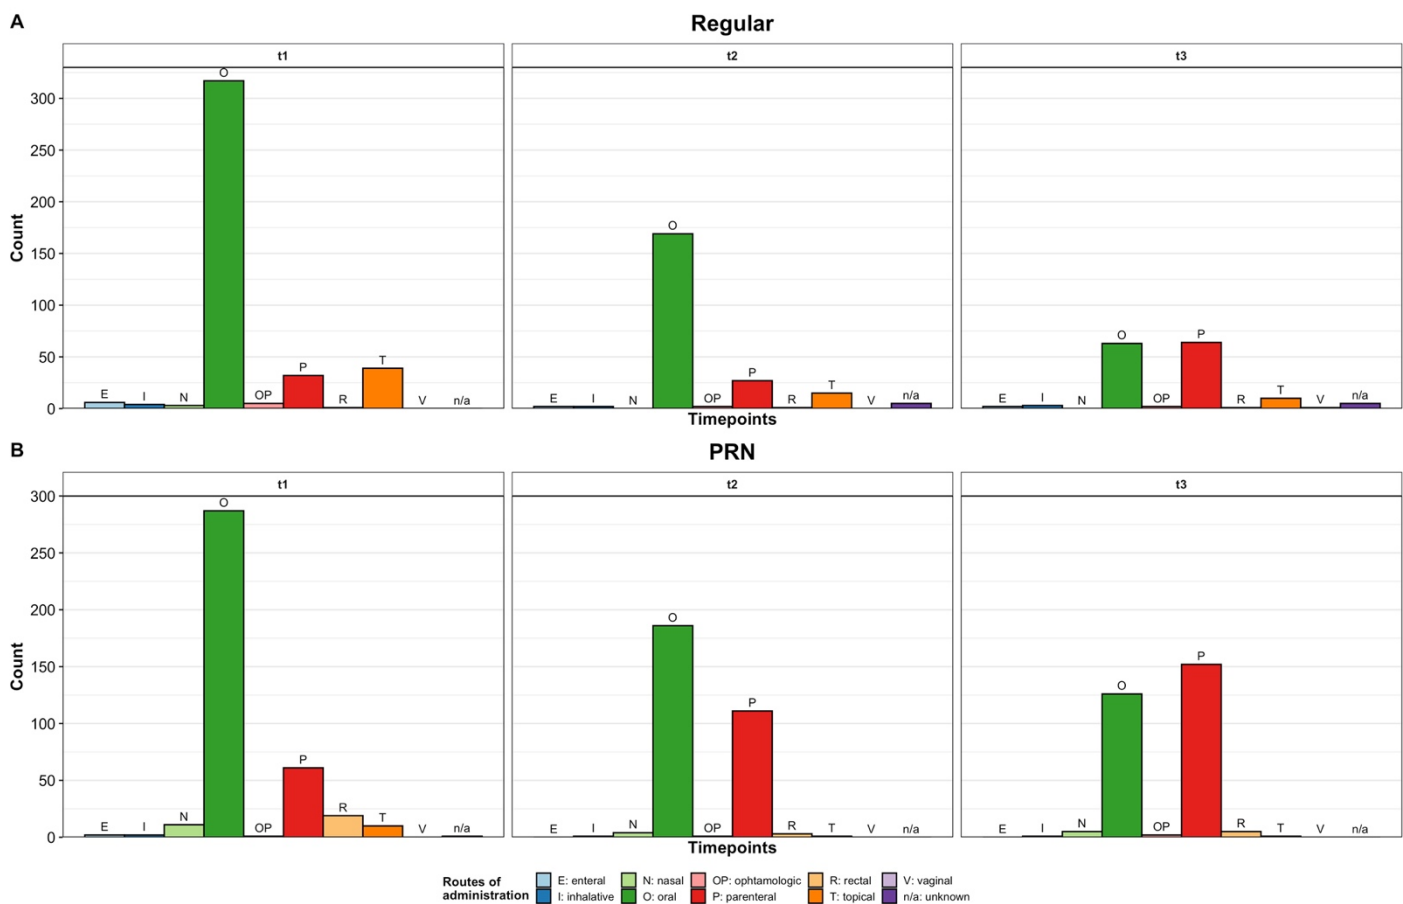 A
Regular
t1
t2
t3
Count
300
250
200
150
100
50
0
E I N O OP P R T V n/a
E I N O OP P R T V n/a
E I N O OP P R T V n/a
Timepoints
B
PRN
t1
t2
t3
Count
300
250
200
150
100
50
0
E I N O OP P R T V n/a
E I N O OP P R T V n/a
E I N O OP P R T V n/a
Timepoints
Routes of
administration
E: enteral
N: nasal
OP: ophtamologic
R: rectal
V: vaginal
I: inhalative
O: oral
P: parenteral
T: topical
n/a: unknown